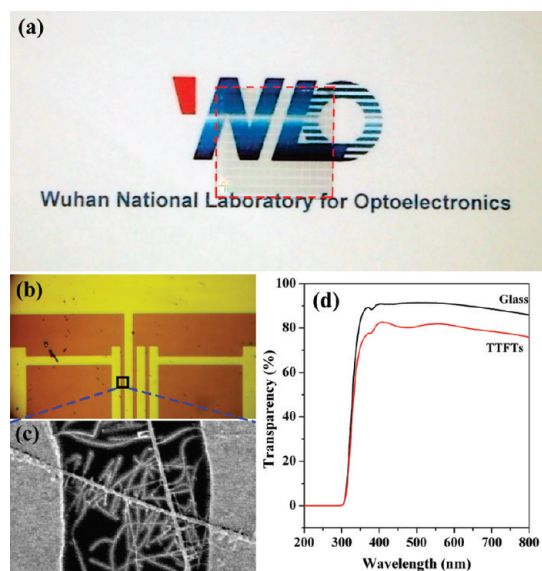 (a)
WNLO
Wuhan National Laboratory for Optoelectronics
(b)
(c)
(d)
100
80
60
40
20
0
Transparency (%)
Glass
TTFTs
200 300 400 500 600 700 800
Wavelength (nm)